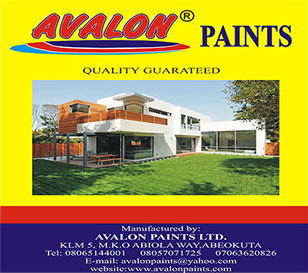 AVALON® PAINTS
QUALITY GUARATEED
Manufactured by:
AVALON PAINTS LTD.
KLM 5, M.K.O ABIOLA WAY,ABEOKUTA
Tel: 08065144001 08057071725 07063620826
E-mail: avalonpaints@yahoo.com
website:www.avalonpaints.com